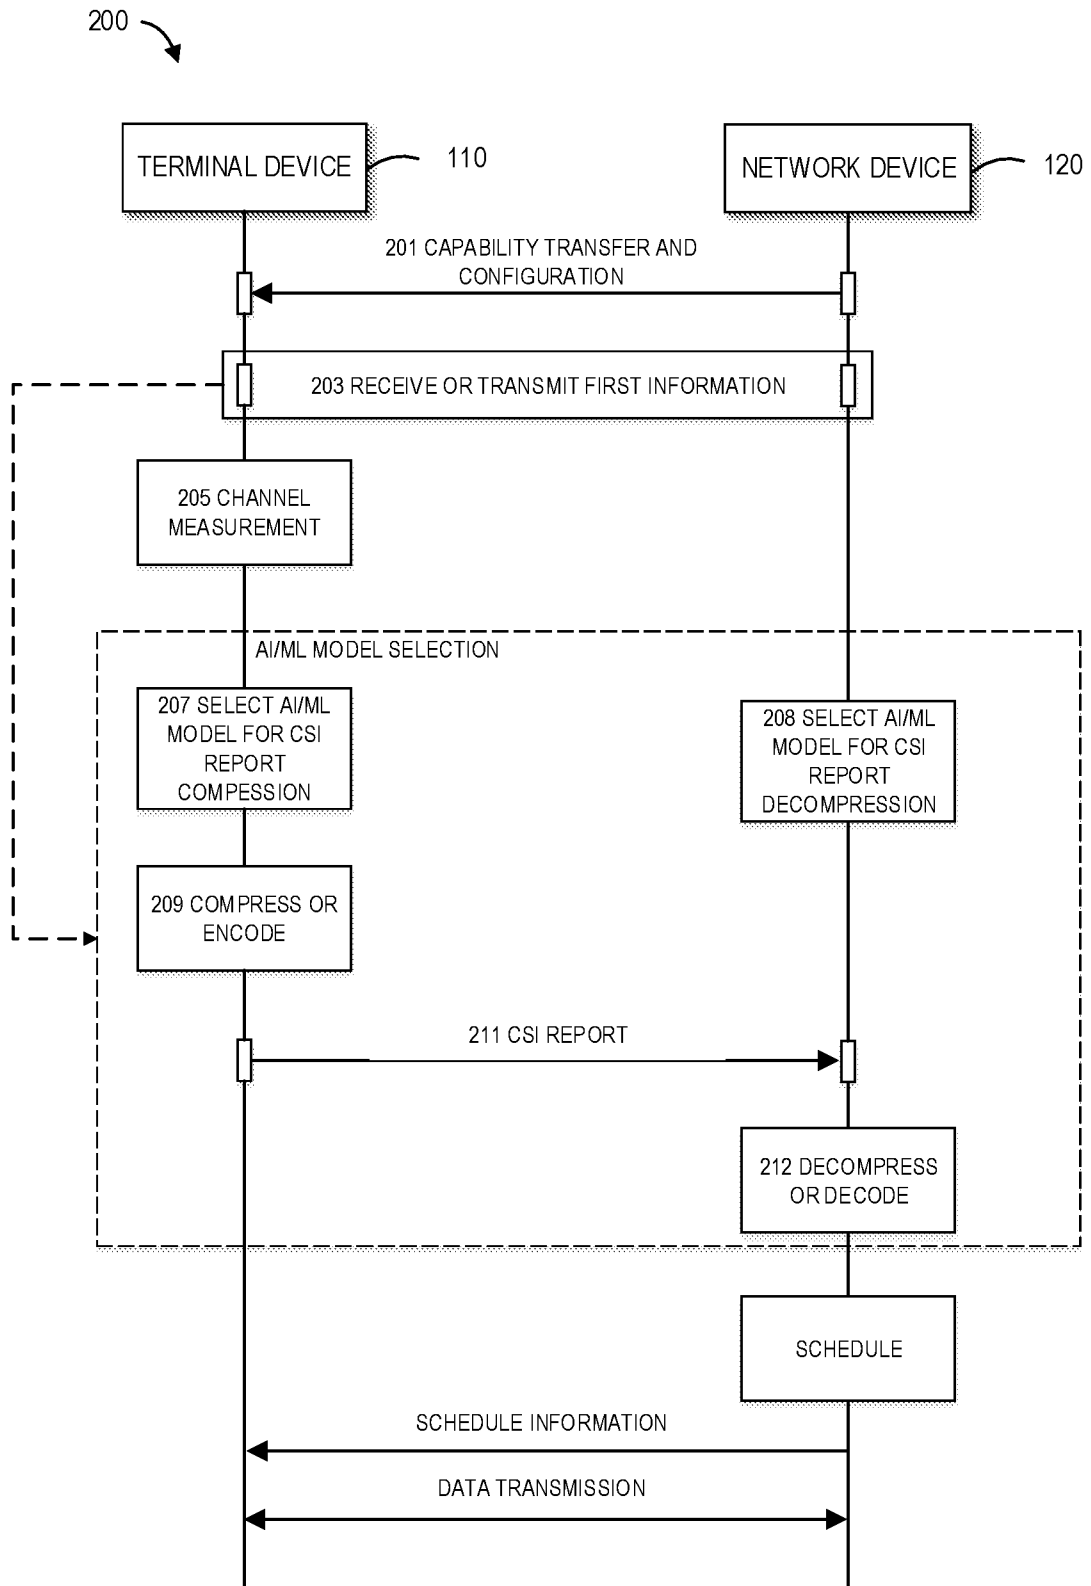 200
TERMINAL DEVICE
110
NETWORK DEVICE
120
201 CAPABILITY TRANSFER AND
CONFIGURATION
203 RECEIVE OR TRANSMIT FIRST INFORMATION
205 CHANNEL
MEASUREMENT
AI/ML MODEL SELECTION
207 SELECT AI/ML
MODEL FOR CSI
REPORT
COMPESSION
208 SELECT AI/ML
MODEL FOR CSI
REPORT
DECOMPRESSION
209 COMPRESS OR
ENCODE
211 CSI REPORT
212 DECOMPRESS
OR DECODE
SCHEDULE
SCHEDULE INFORMATION
DATA TRANSMISSION